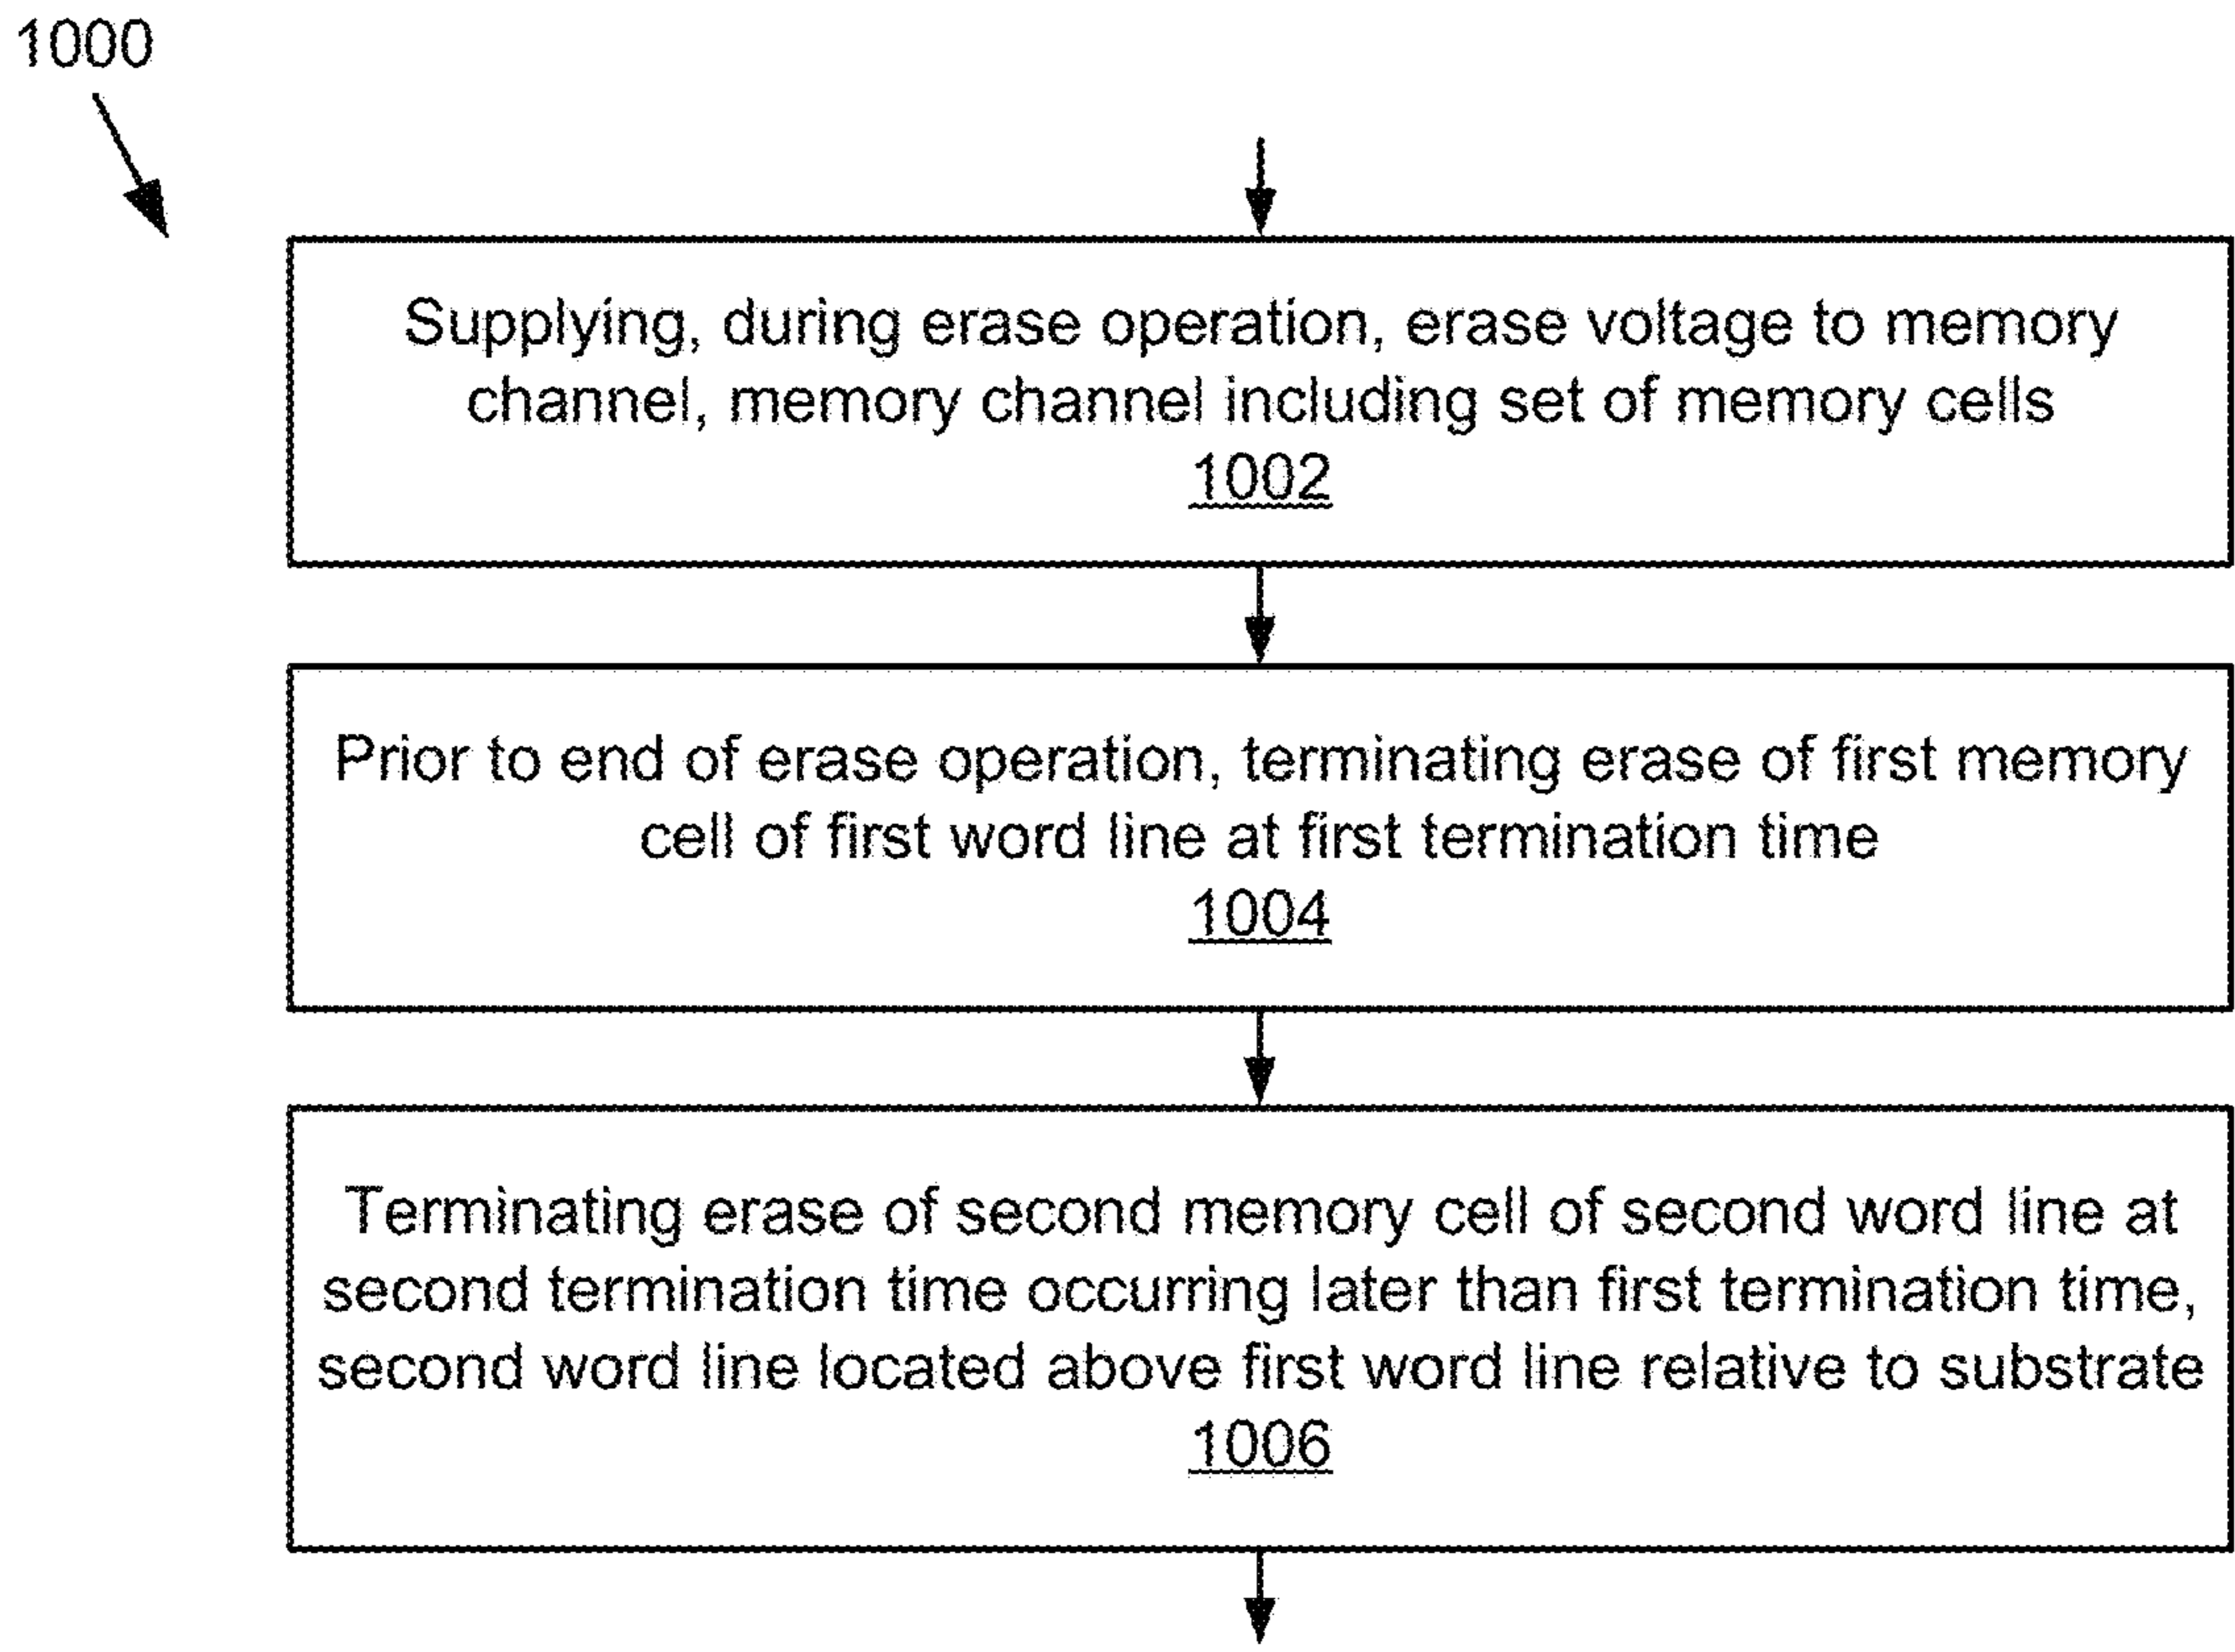 1000
Supplying, during erase operation, erase voltage to memory
channel, memory channel including set of memory cells
1002
Prior to end of erase operation, terminating erase of first memory
cell of first word line at first termination time
1004
Terminating erase of second memory cell of second word line at
second termination time occurring later than first termination time,
second word line located above first word line relative to substrate
1006